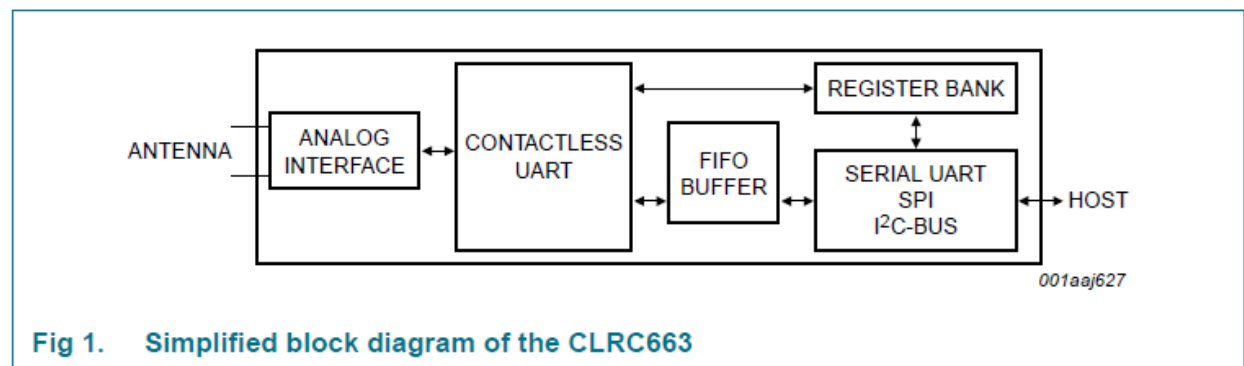 ANTENNA
ANALOG
INTERFACE
CONTACTLESS
UART
FIFO
BUFFER
REGISTER BANK
SERIAL UART
SPI
I²C-BUS
HOST
001aaj627
Fig 1. Simplified block diagram of the CLRC663